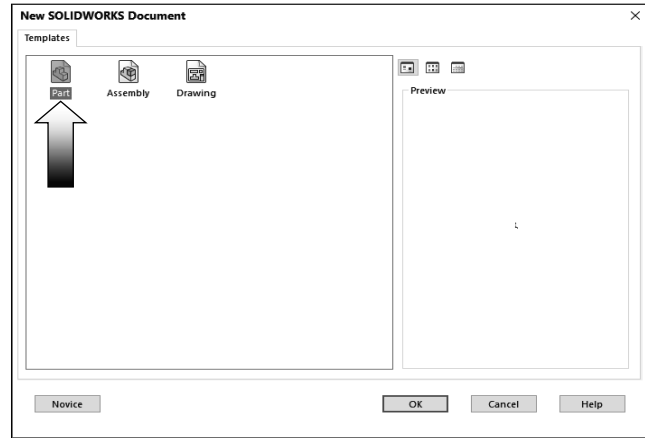 New SOLIDWORKS Document
Templates
Part
Assembly
Drawing
Preview
Novice
OK
Cancel
Help